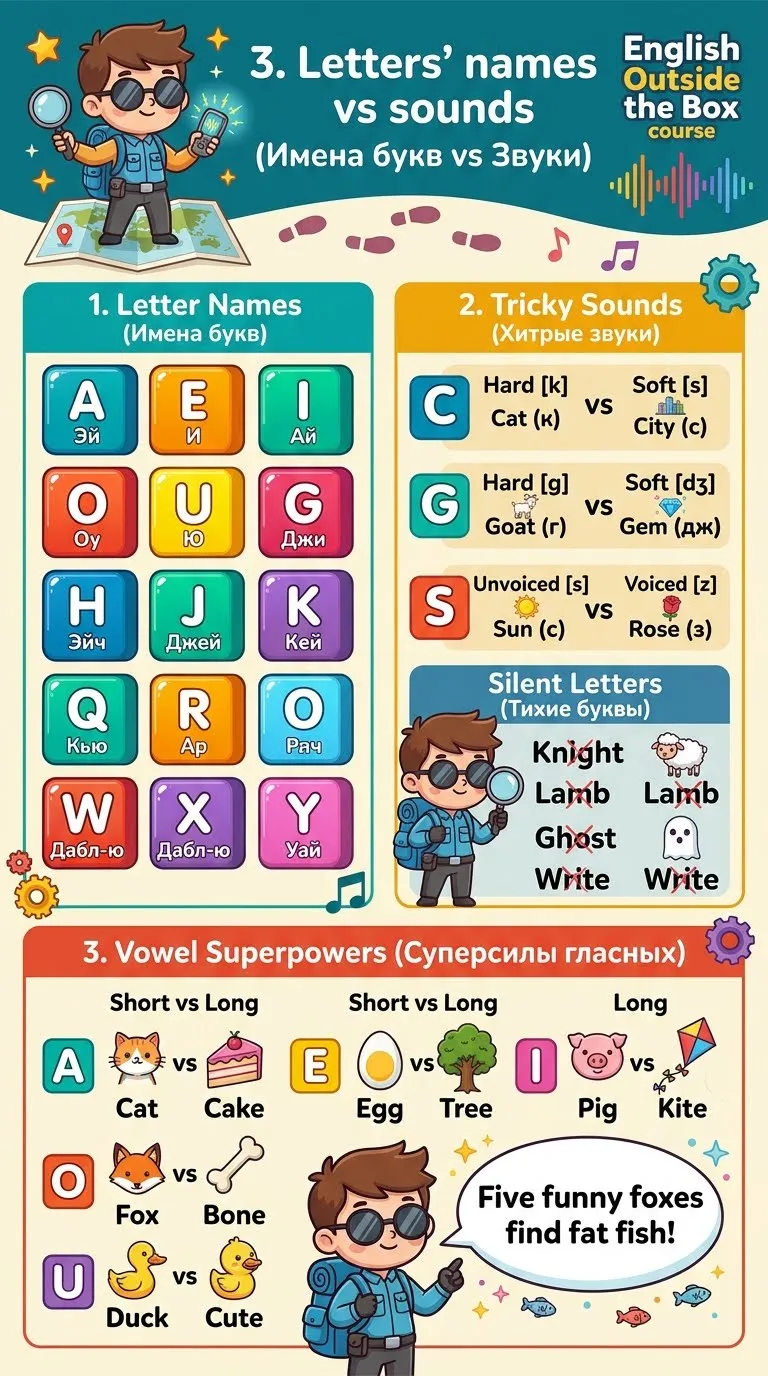 3. Letters’ names
vs sounds
(Имена букв vs Звуки)
English
Outside
the Box
course
1. Letter Names
(Имена букв)
A
Эй
E
И
I
Ай
O
Оу
U
Ю
G
Джи
H
Эйч
J
Джей
K
Кей
Q
Кью
R
Ар
O
Рач
W
Дабл-ю
X
Дабл-ю
Y
Уай
2. Tricky Sounds
(Хитрые звуки)
C
Hard [k]
Cat (к)
vs
Soft [s]
City (с)
G
Hard [g]
Goat (г)
vs
Soft [dʒ]
Gem (дж)
S
Unvoiced [s]
Sun (с)
vs
Voiced [z]
Rose (з)
Silent Letters
(Тихие буквы)
Knight
Lamb Lamb
Ghost
Write Write
3. Vowel Superpowers (Суперсилы гласных)
Short vs Long
A
vs
Cat Cake
Short vs Long
E
vs
Egg Tree
Long
I
vs
Pig Kite
O
vs
Fox Bone
U
vs
Duck Cute
Five funny foxes
find fat fish!